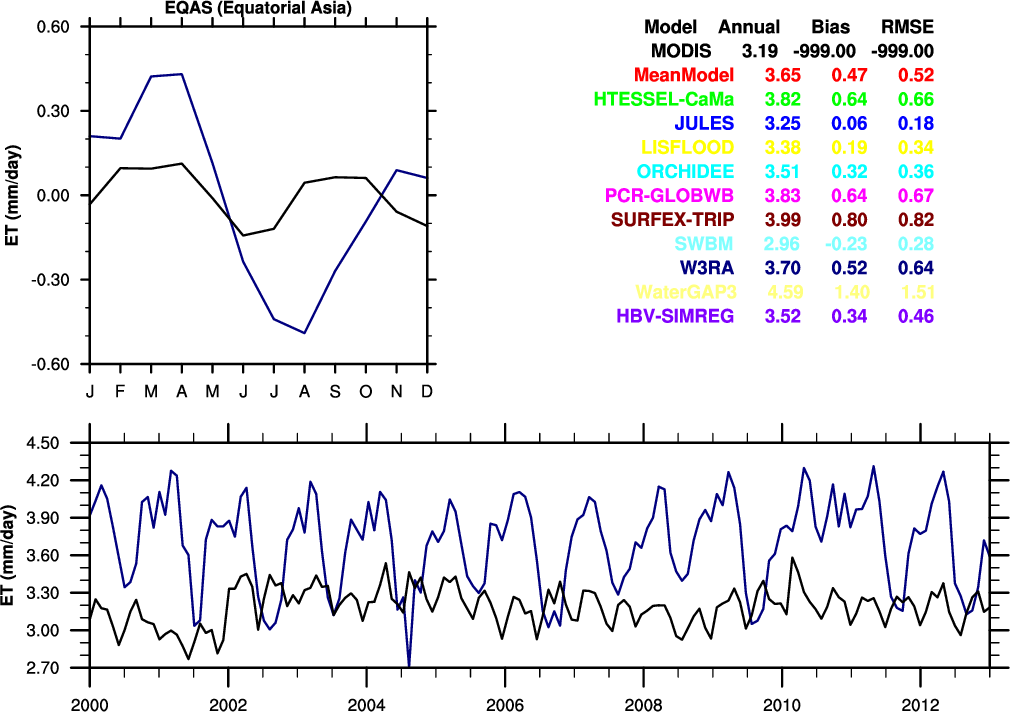 EQAS (Equatorial Asia)
0.60
0.30
0.00
-0.30
-0.60
ET (mm/day)
J F M A M J J A S O N D
Model Annual Bias RMSE
MODIS 3.19 -999.00 -999.00
MeanModel 3.65 0.47 0.52
HTESSEL-CaMa 3.82 0.64 0.66
JULES 3.25 0.06 0.18
LISFLOOD 3.38 0.19 0.34
ORCHIDEE 3.51 0.32 0.36
PCR-GLOBWB 3.83 0.64 0.67
SURFEX-TRIP 3.99 0.80 0.82
SWBM 2.96 -0.23 0.28
W3RA 3.70 0.52 0.64
WaterGAP3 4.59 1.40 1.51
HBV-SIMREG 3.52 0.34 0.46
4.50
4.20
3.90
3.60
3.30
3.00
2.70
ET (mm/day)
2000 2002 2004 2006 2008 2010 2012